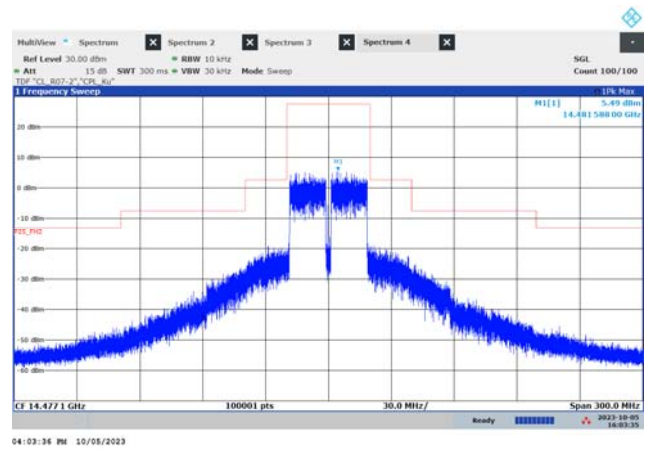 MultiView Spectrum Spectrum 2 Spectrum 3 Spectrum 4
Ref Level 30.00 dBm RBW 10 kHz SGL
Att 15 dB SWT 300 ms VBW 30 kHz Mode Sweep Count 100/100
TDF "CL_R07-2","CPL_Ku"
1 Frequency Sweep 1Pk Max
M1[1] 5.49 dBm
14.481 588 00 GHz
20 dBm
10 dBm
M1
0 dBm
-10 dBm
-20 dBm
-30 dBm
-40 dBm
-50 dBm
-60 dBm
CF 14.477 1 GHz 100001 pts 30.0 MHz/ Span 300.0 MHz
Ready 2023-10-05
16:03:35
04:03:36 PM 10/05/2023